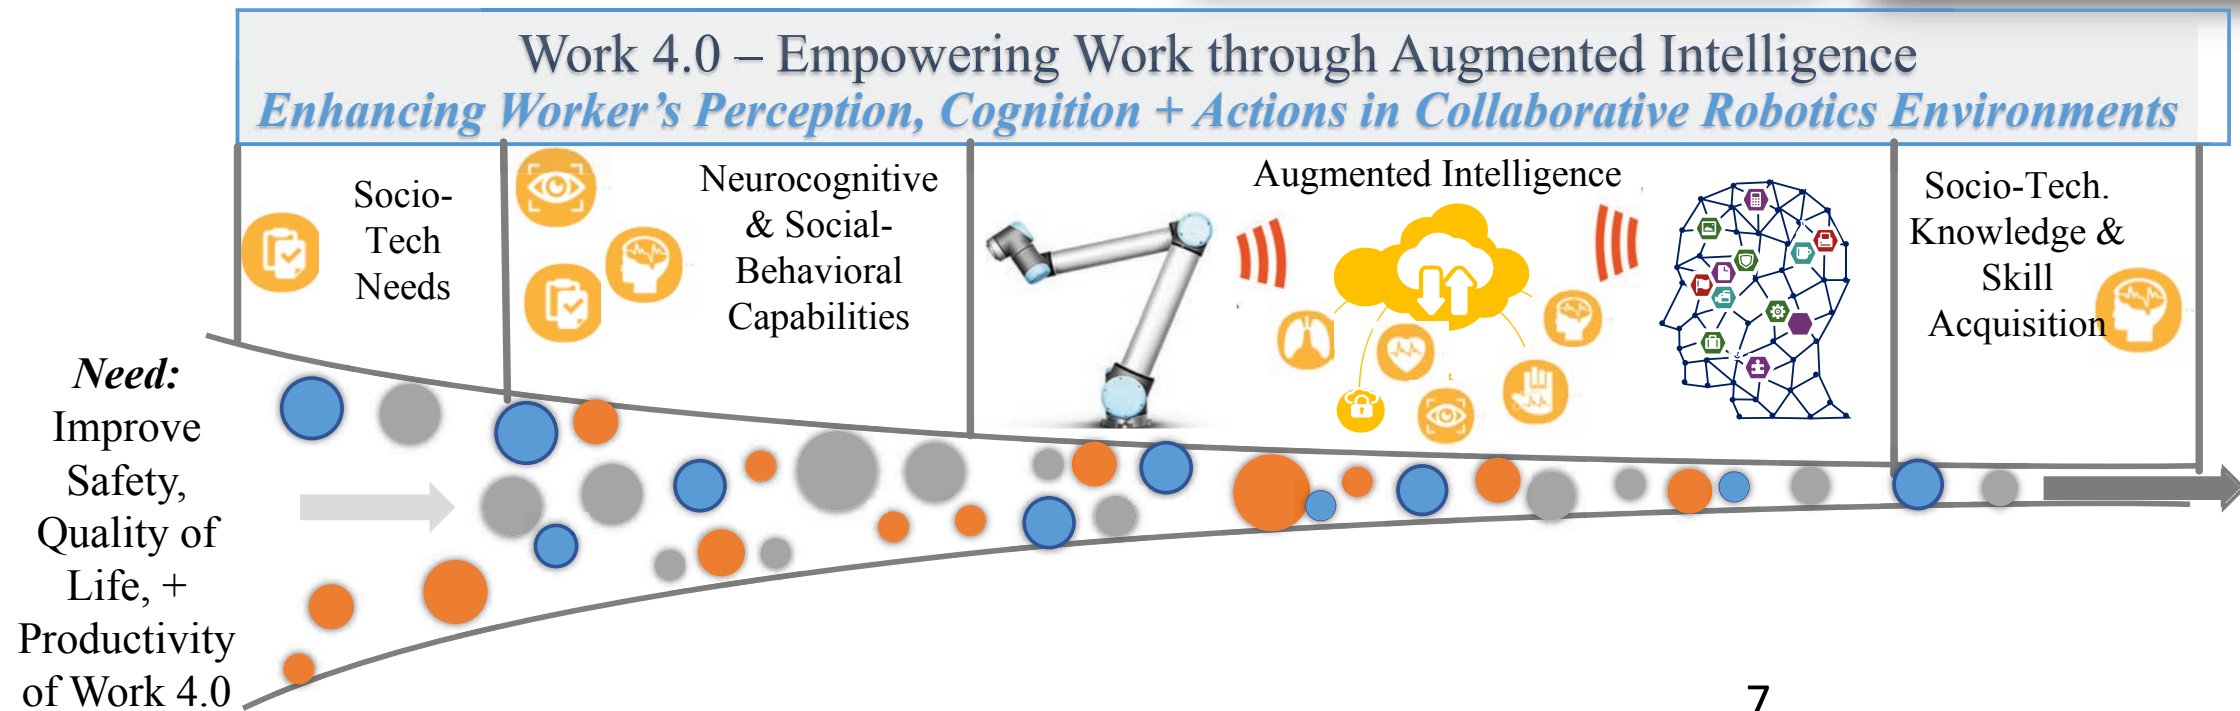 Work 4.0 – Empowering Work through Augmented Intelligence
Enhancing Worker’s Perception, Cognition + Actions in Collaborative Robotics Environments
Socio-
Tech
Needs
Neurocognitive
& Social-
Behavioral
Capabilities
Augmented Intelligence
Socio-Tech.
Knowledge &
Skill
Acquisition
Need:
Improve
Safety,
Quality of
Life, +
Productivity
of Work 4.0
7